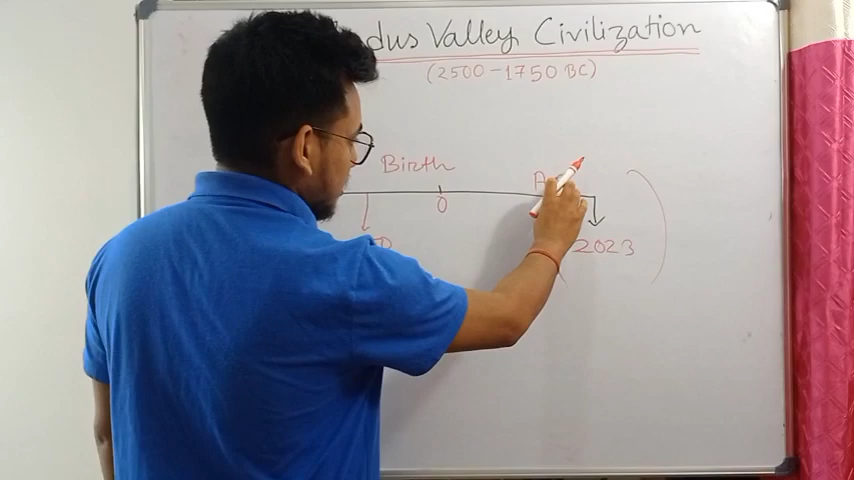 dus Valley Civilization
(2500-1750 BC)
Birth
A
0
2023